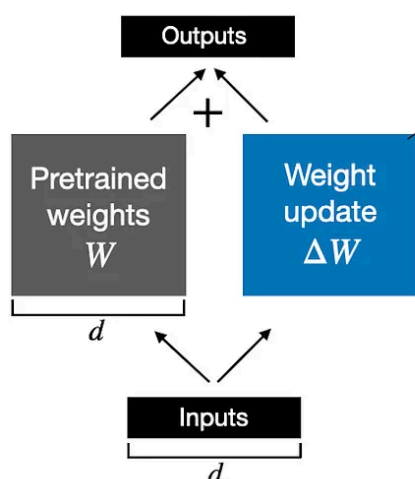 Outputs
+
Pretrained
weights
W
Weight
update
ΔW
d
Inputs
d